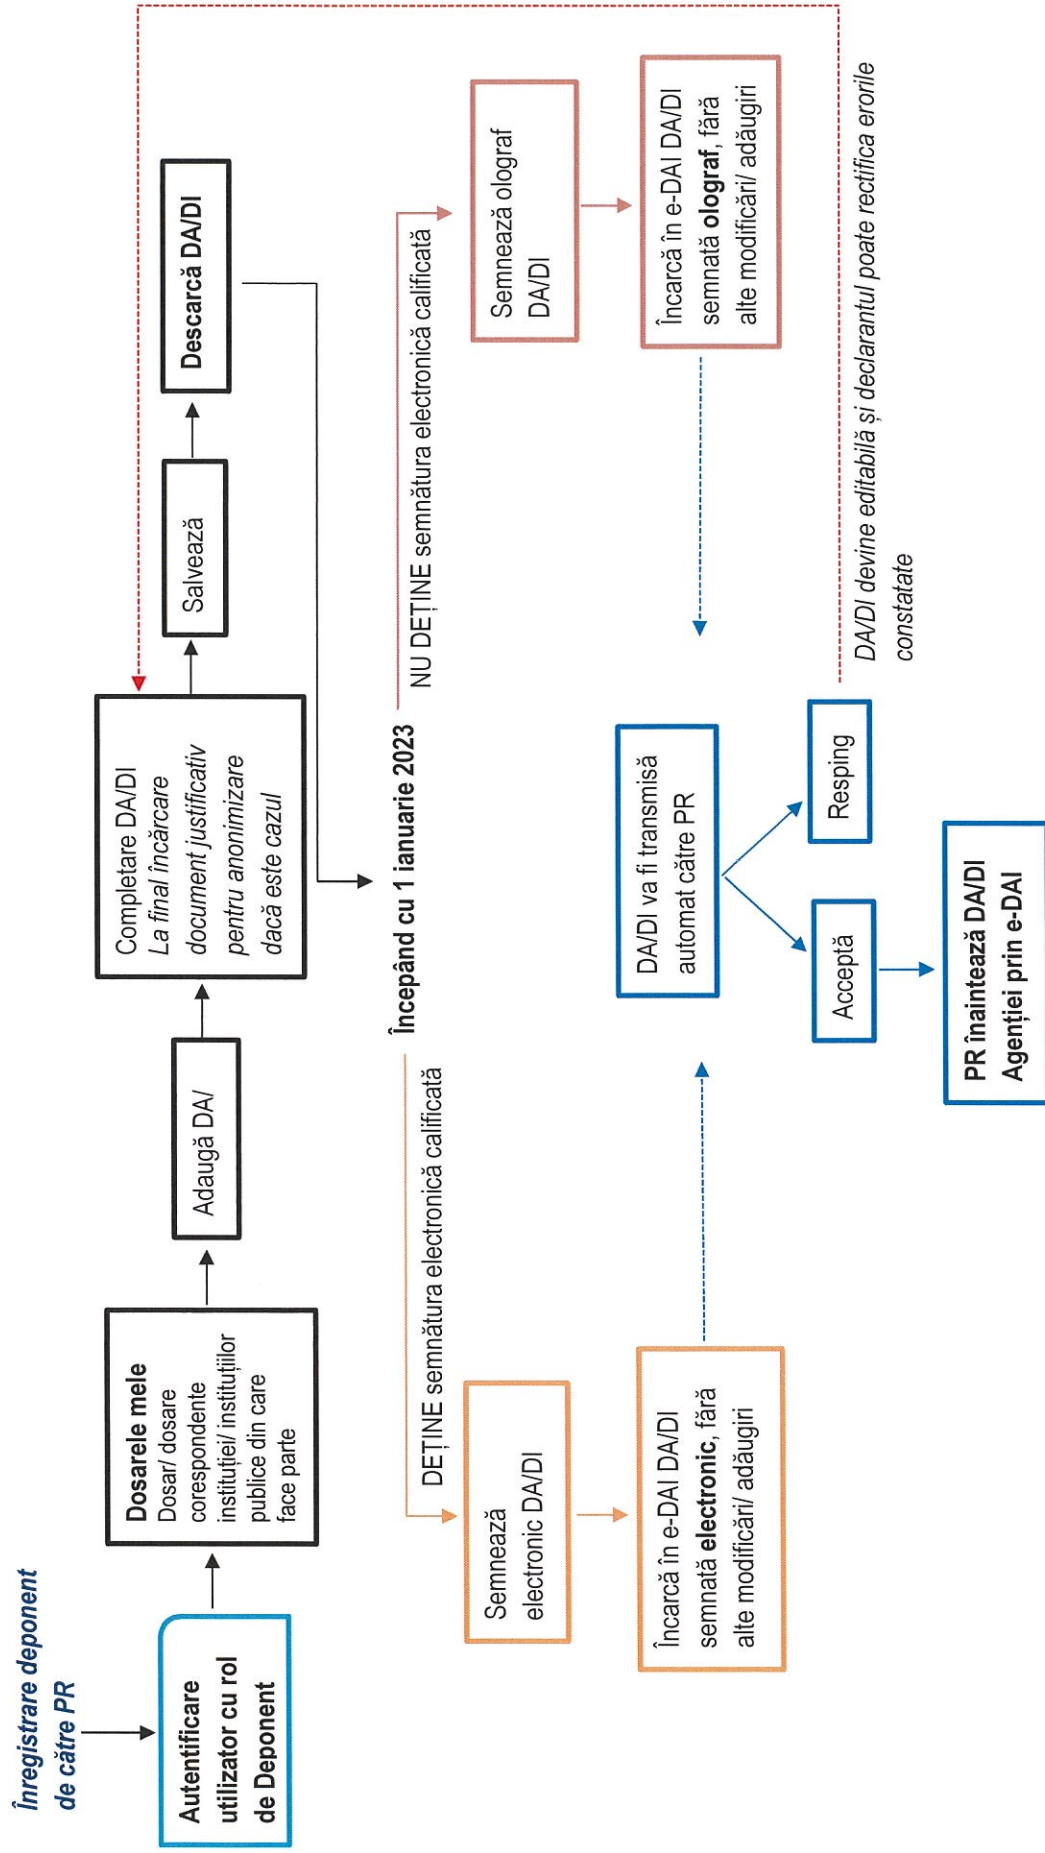 Înregistrare deponent
de către PR
Autentificare
utilizator cu rol
de Deponent
Dosarele mele
Dosar/ dosare
corespondente
instituției/ instituțiilor
publice din care
face parte
Adaugă DA/
Completare DA/DI
La final încărcare
document justificativ
pentru anonimizare
dacă este cazul
Salvează
Descarcă DA/DI
Începând cu 1 ianuarie 2023
DEȚINE semnătura electronică calificată
NU DEȚINE semnătura electronică calificată
Semnează
electronic DA/DI
Încarcă în e-DAI DA/DI
semnată electronic, fără
alte modificări/ adăugiri
Semnează olograf
DA/DI
Încarcă în e-DAI DA/DI
semnată olograf, fără
alte modificări/ adăugiri
DA/DI va fi transmisă
automat către PR
Acceptă
Resping
PR înaintează DA/DI
Agenției prin e-DAI
DA/DI devine editabilă și declarantul poate rectifica erorile
constatate